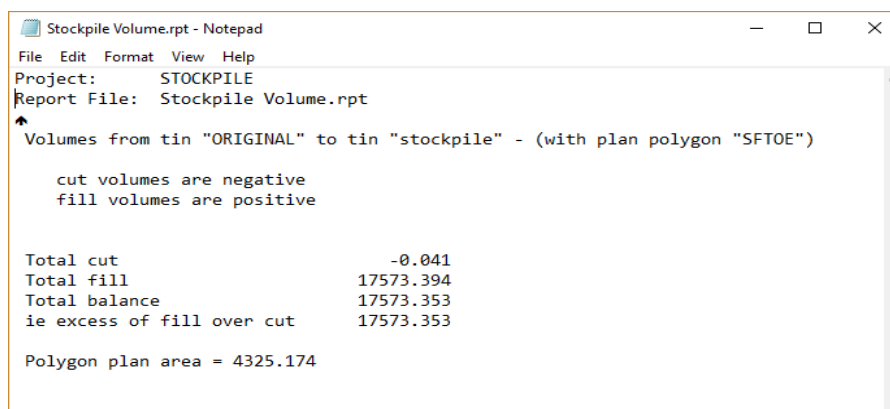 Stockpile Volume.rpt - Notepad
File Edit Format View Help
Project: STOCKPILE
Report File: Stockpile Volume.rpt
Volumes from tin "ORIGINAL" to tin "stockpile" - (with plan polygon "SFTOE")
cut volumes are negative
fill volumes are positive
Total cut -0.041
Total fill 17573.394
Total balance 17573.353
ie excess of fill over cut 17573.353
Polygon plan area = 4325.174